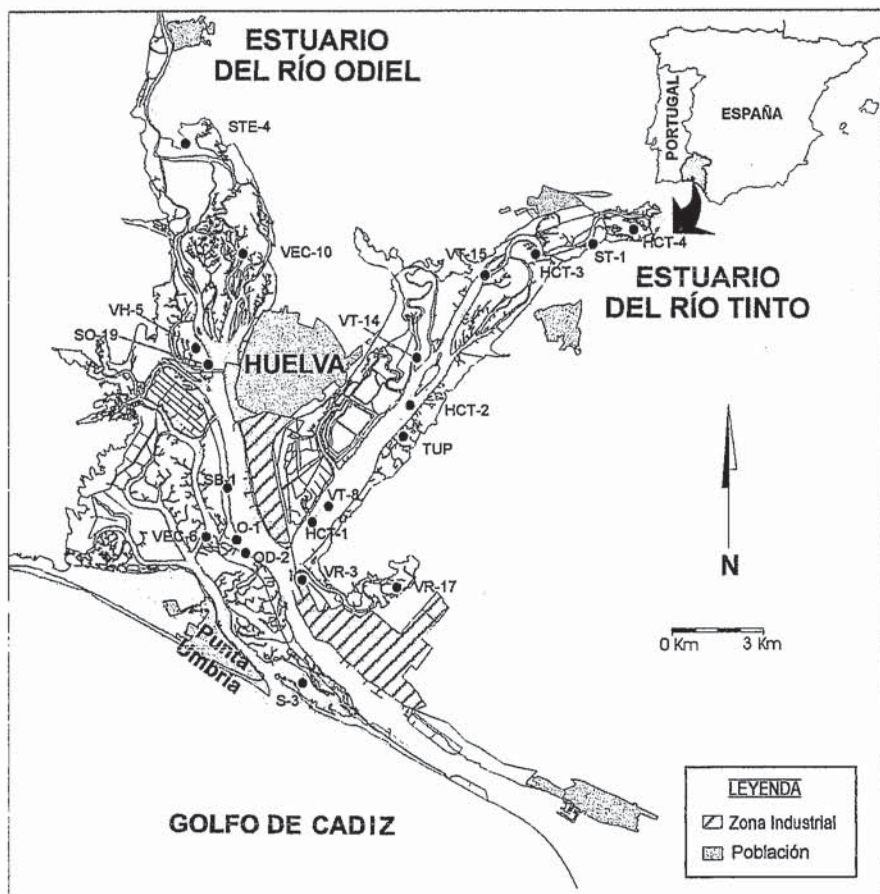 ESTUARIO
DEL RÍO ODIEL
PORTUGAL
ESPAÑA
STE-4
HCT-4
ST-1
HCT-3
VT-15
VEC-10
ESTUARIO
DEL RÍO TINTO
VH-5
SO-19
VT-14
HUELVA
HCT-2
TUP
SB-1
VT-8
VEC-6
O-1
HCT-1
OD-2
VR-3
VR-17
N
0 Km
3 Km
Punta
Umbria
S-3
GOLFO DE CADIZ
LEYENDA
Zona Industrial
Población